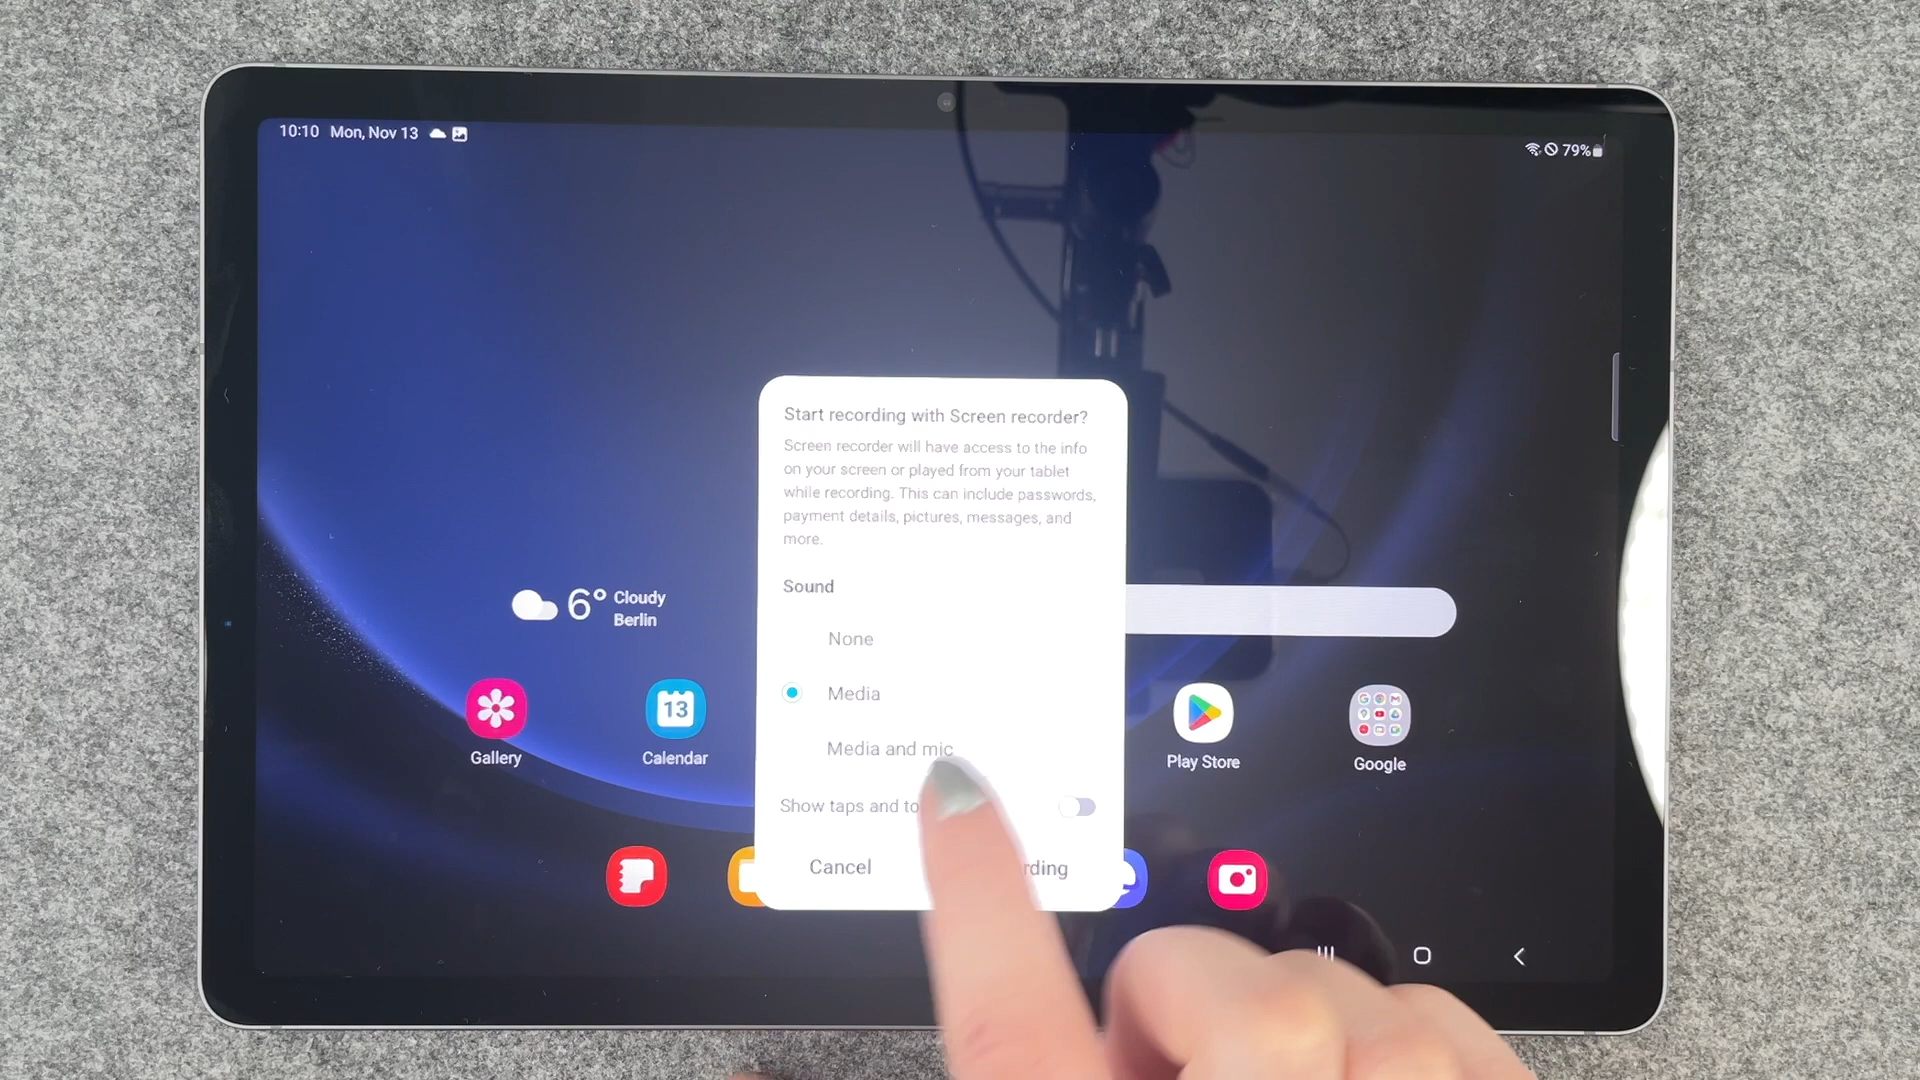 10:10 Mon, Nov 13
79%
Start recording with Screen recorder?
Screen recorder will have access to the info
on your screen or played from your tablet
while recording. This can include passwords,
payment details, pictures, messages, and
more.
Sound
None
Media
Media and mic
Show taps and to
Cancel
rding
6° Cloudy
Berlin
13
Gallery
Calendar
Play Store
Google